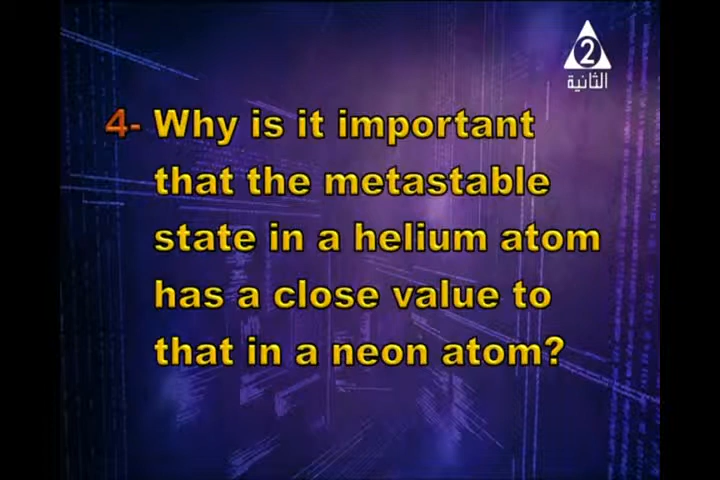 2
الثانية
4- Why is it important
that the metastable
state in a helium atom
has a close value to
that in a neon atom?